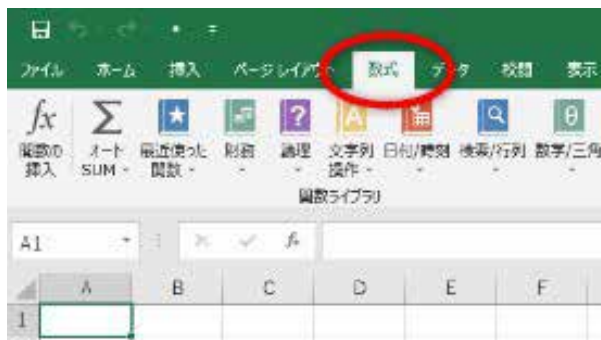 ファイル ホーム 挿入 ページ レイアウト 数式 データ 校閲 表示
fx Σ ? A θ
関数の オート 最近使った 財務 論理 文字列 日付/時刻 検索/行列 数学/三角
挿入 SUM 関数 操作
関数ライブラリ
A1 fx
A B C D E F
1